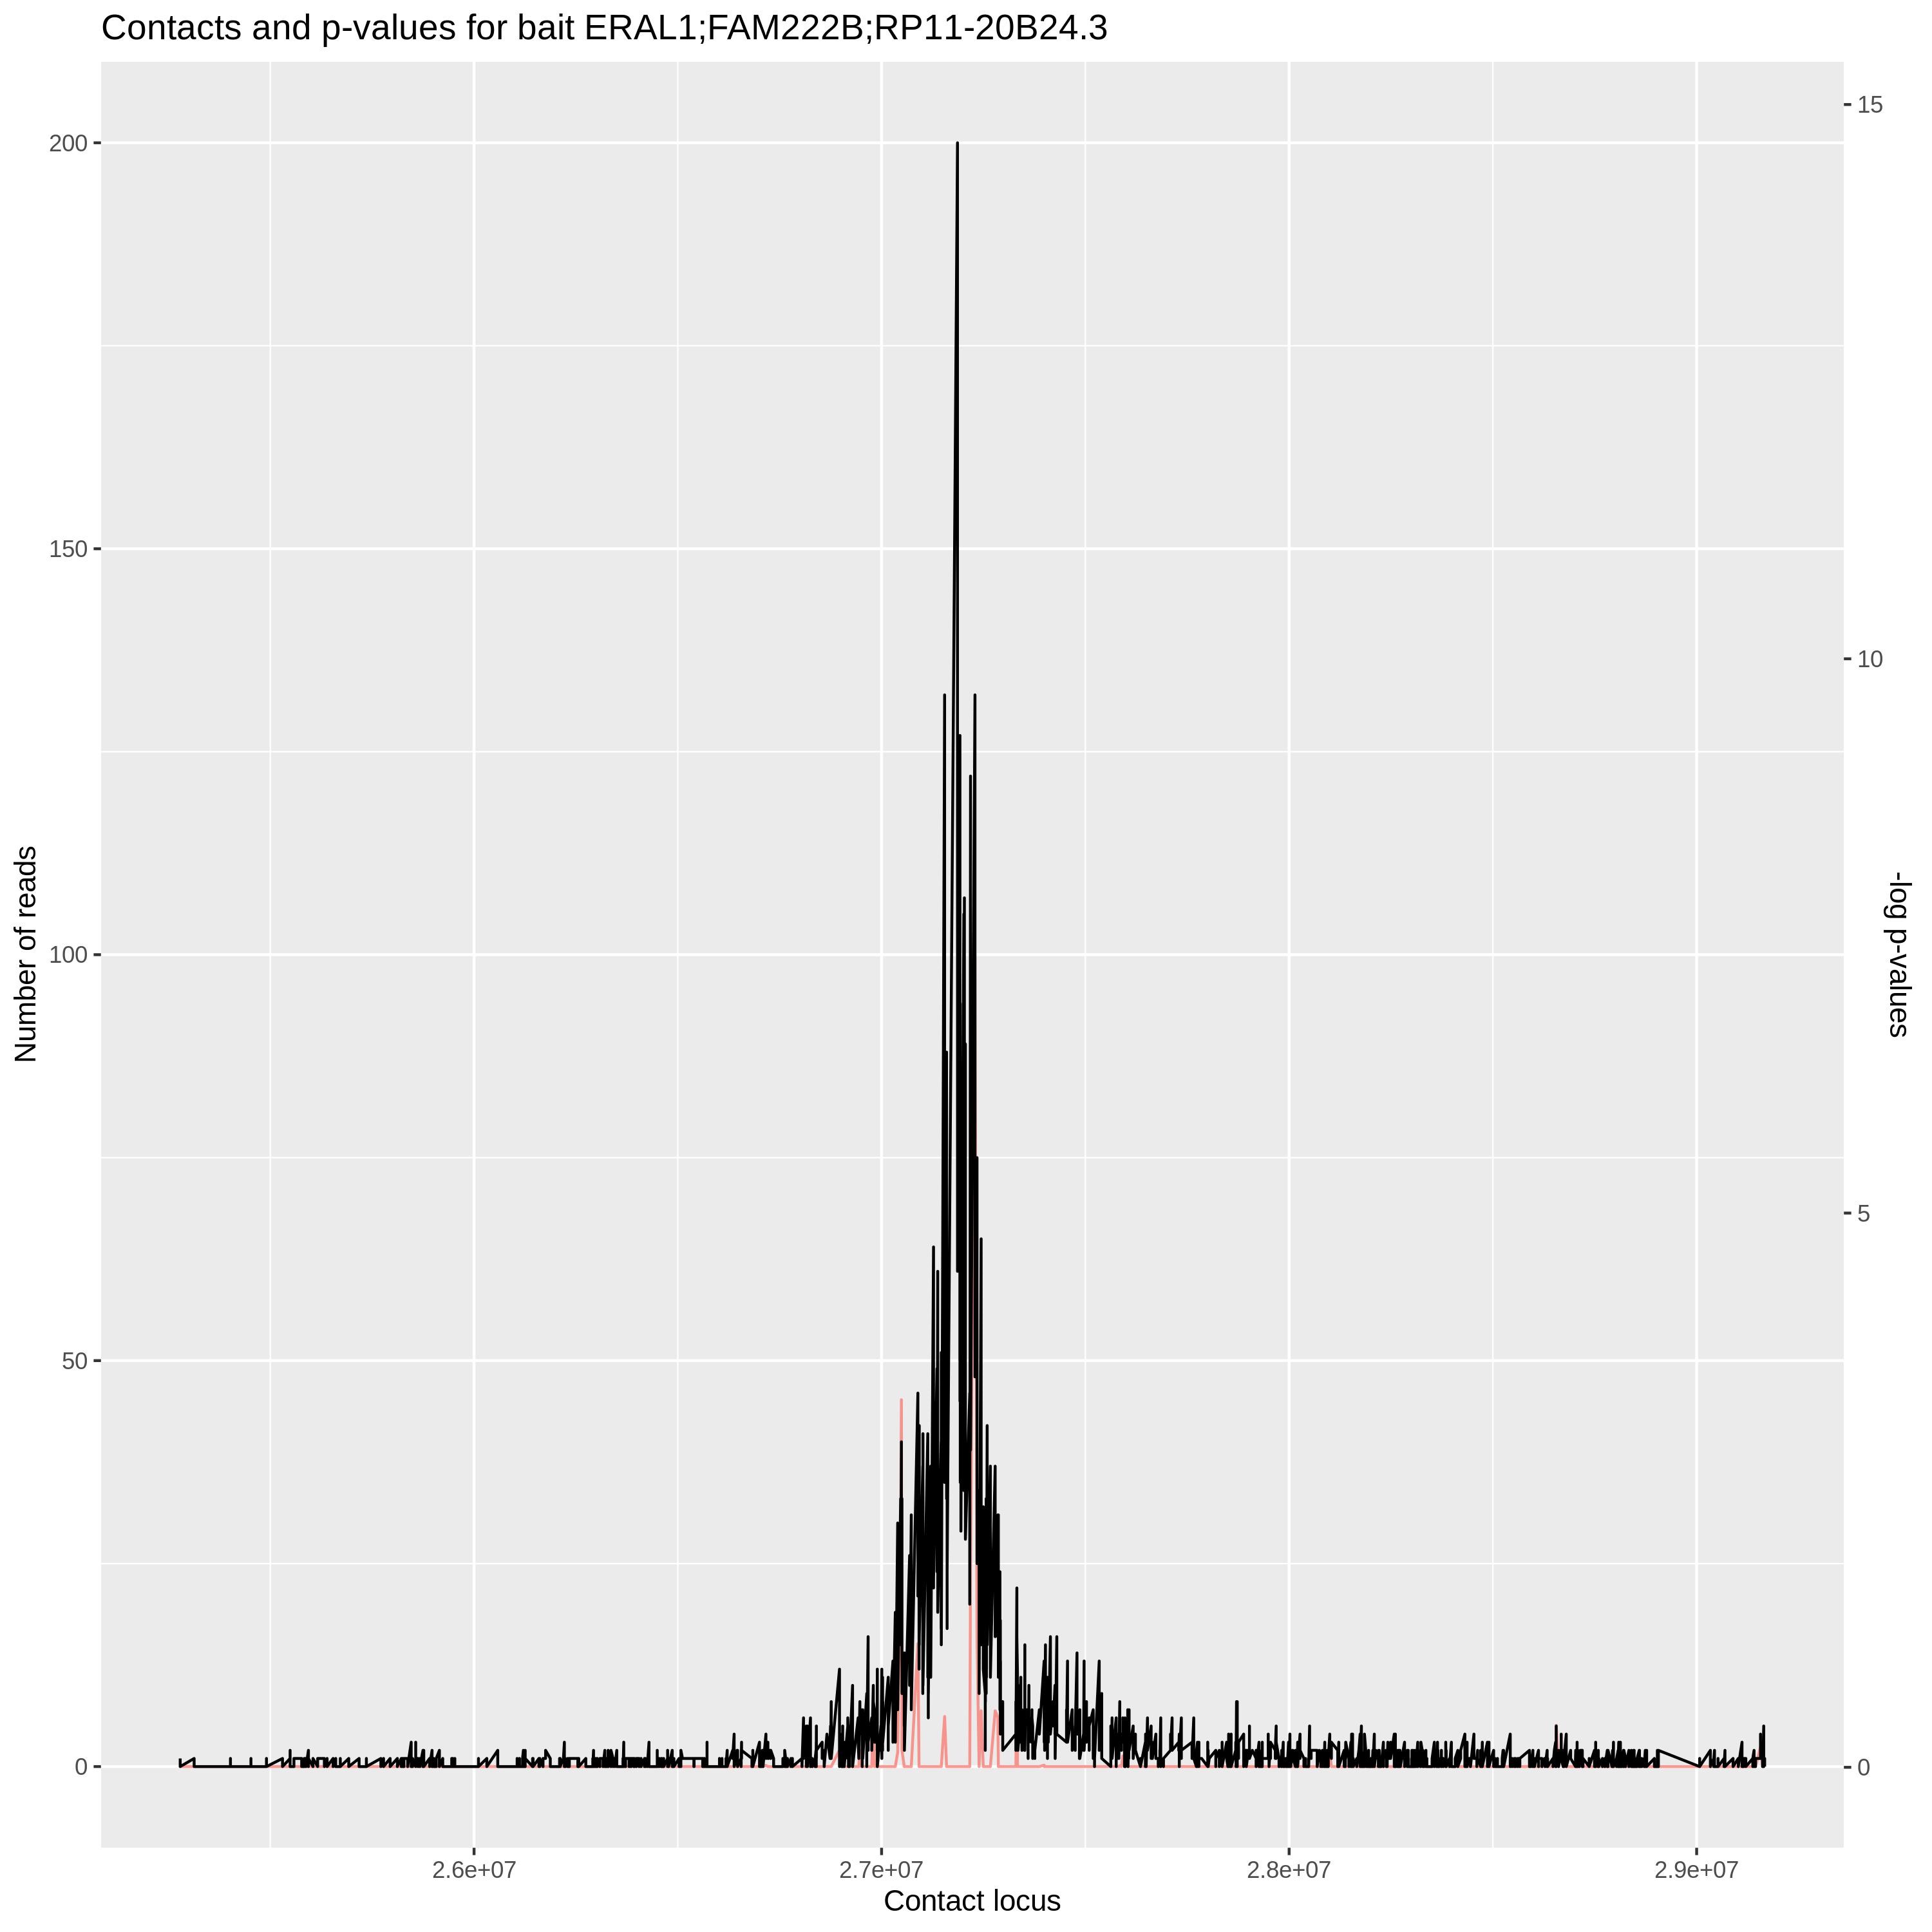 Contacts and p-values for bait ERAL1;FAM222B;RP11-20B24.3
200
150
100
50
0
Number of reads
15
10
5
0
-log p-values
2.6e+07
2.7e+07
2.8e+07
2.9e+07
Contact locus